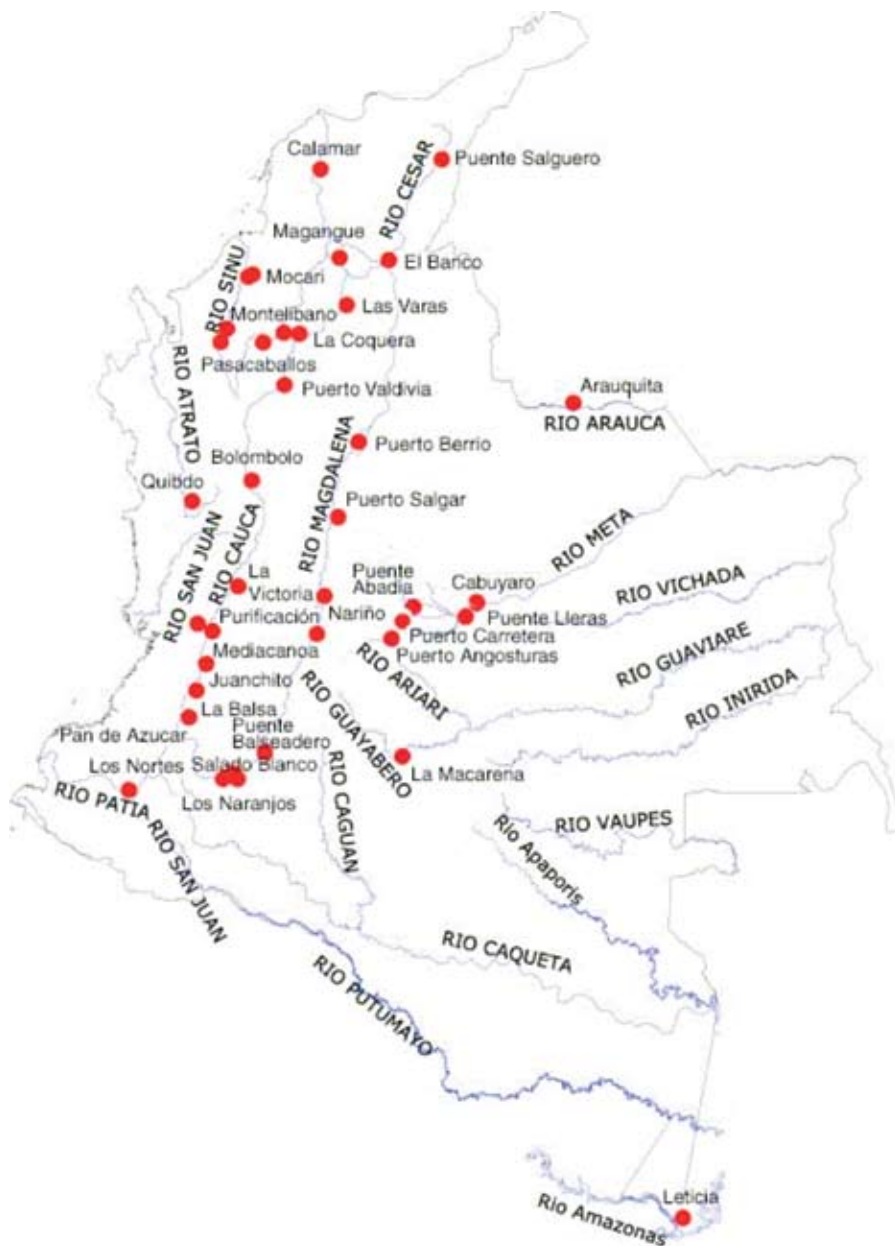 Calamar
Puente Salguero
RIO CESAR
Magangue
El Banco
RIO SINU
Mocari
Las Varas
Montelibano
La Coquera
Pasacaballos
RIO ATRATO
Puerto Valdivia
Arauquita
RIO ARAUCA
Puerto Berrio
RIO MAGDALENA
Bolombolo
Quibdo
Puerto Salgar
RIO SAN JUAN
RIO CAUCA
RIO META
La
Victoria
Puente
Abadia
Cabuyaro
RIO VICHADA
Nariño
Puente Lleras
Purificación
Puerto Carretera
Mediacanoa
Puerto Angosturas
RIO ARIARI
RIO GUAVIARE
Juanchito
RIO INIRIDA
La Balsa
RIO GUAYABERO
Pan de Azucar
Puente
Balseadero
La Macarena
Los Nortes
Salado Blanco
Los Naranjos
RIO CAGUAN
RIO PATIA
RIO SAN JUAN
RIO VAUPES
Rio Apaporis
RIO CAQUETA
RIO PUTUMAYO
Leticia
Rio Amazonas